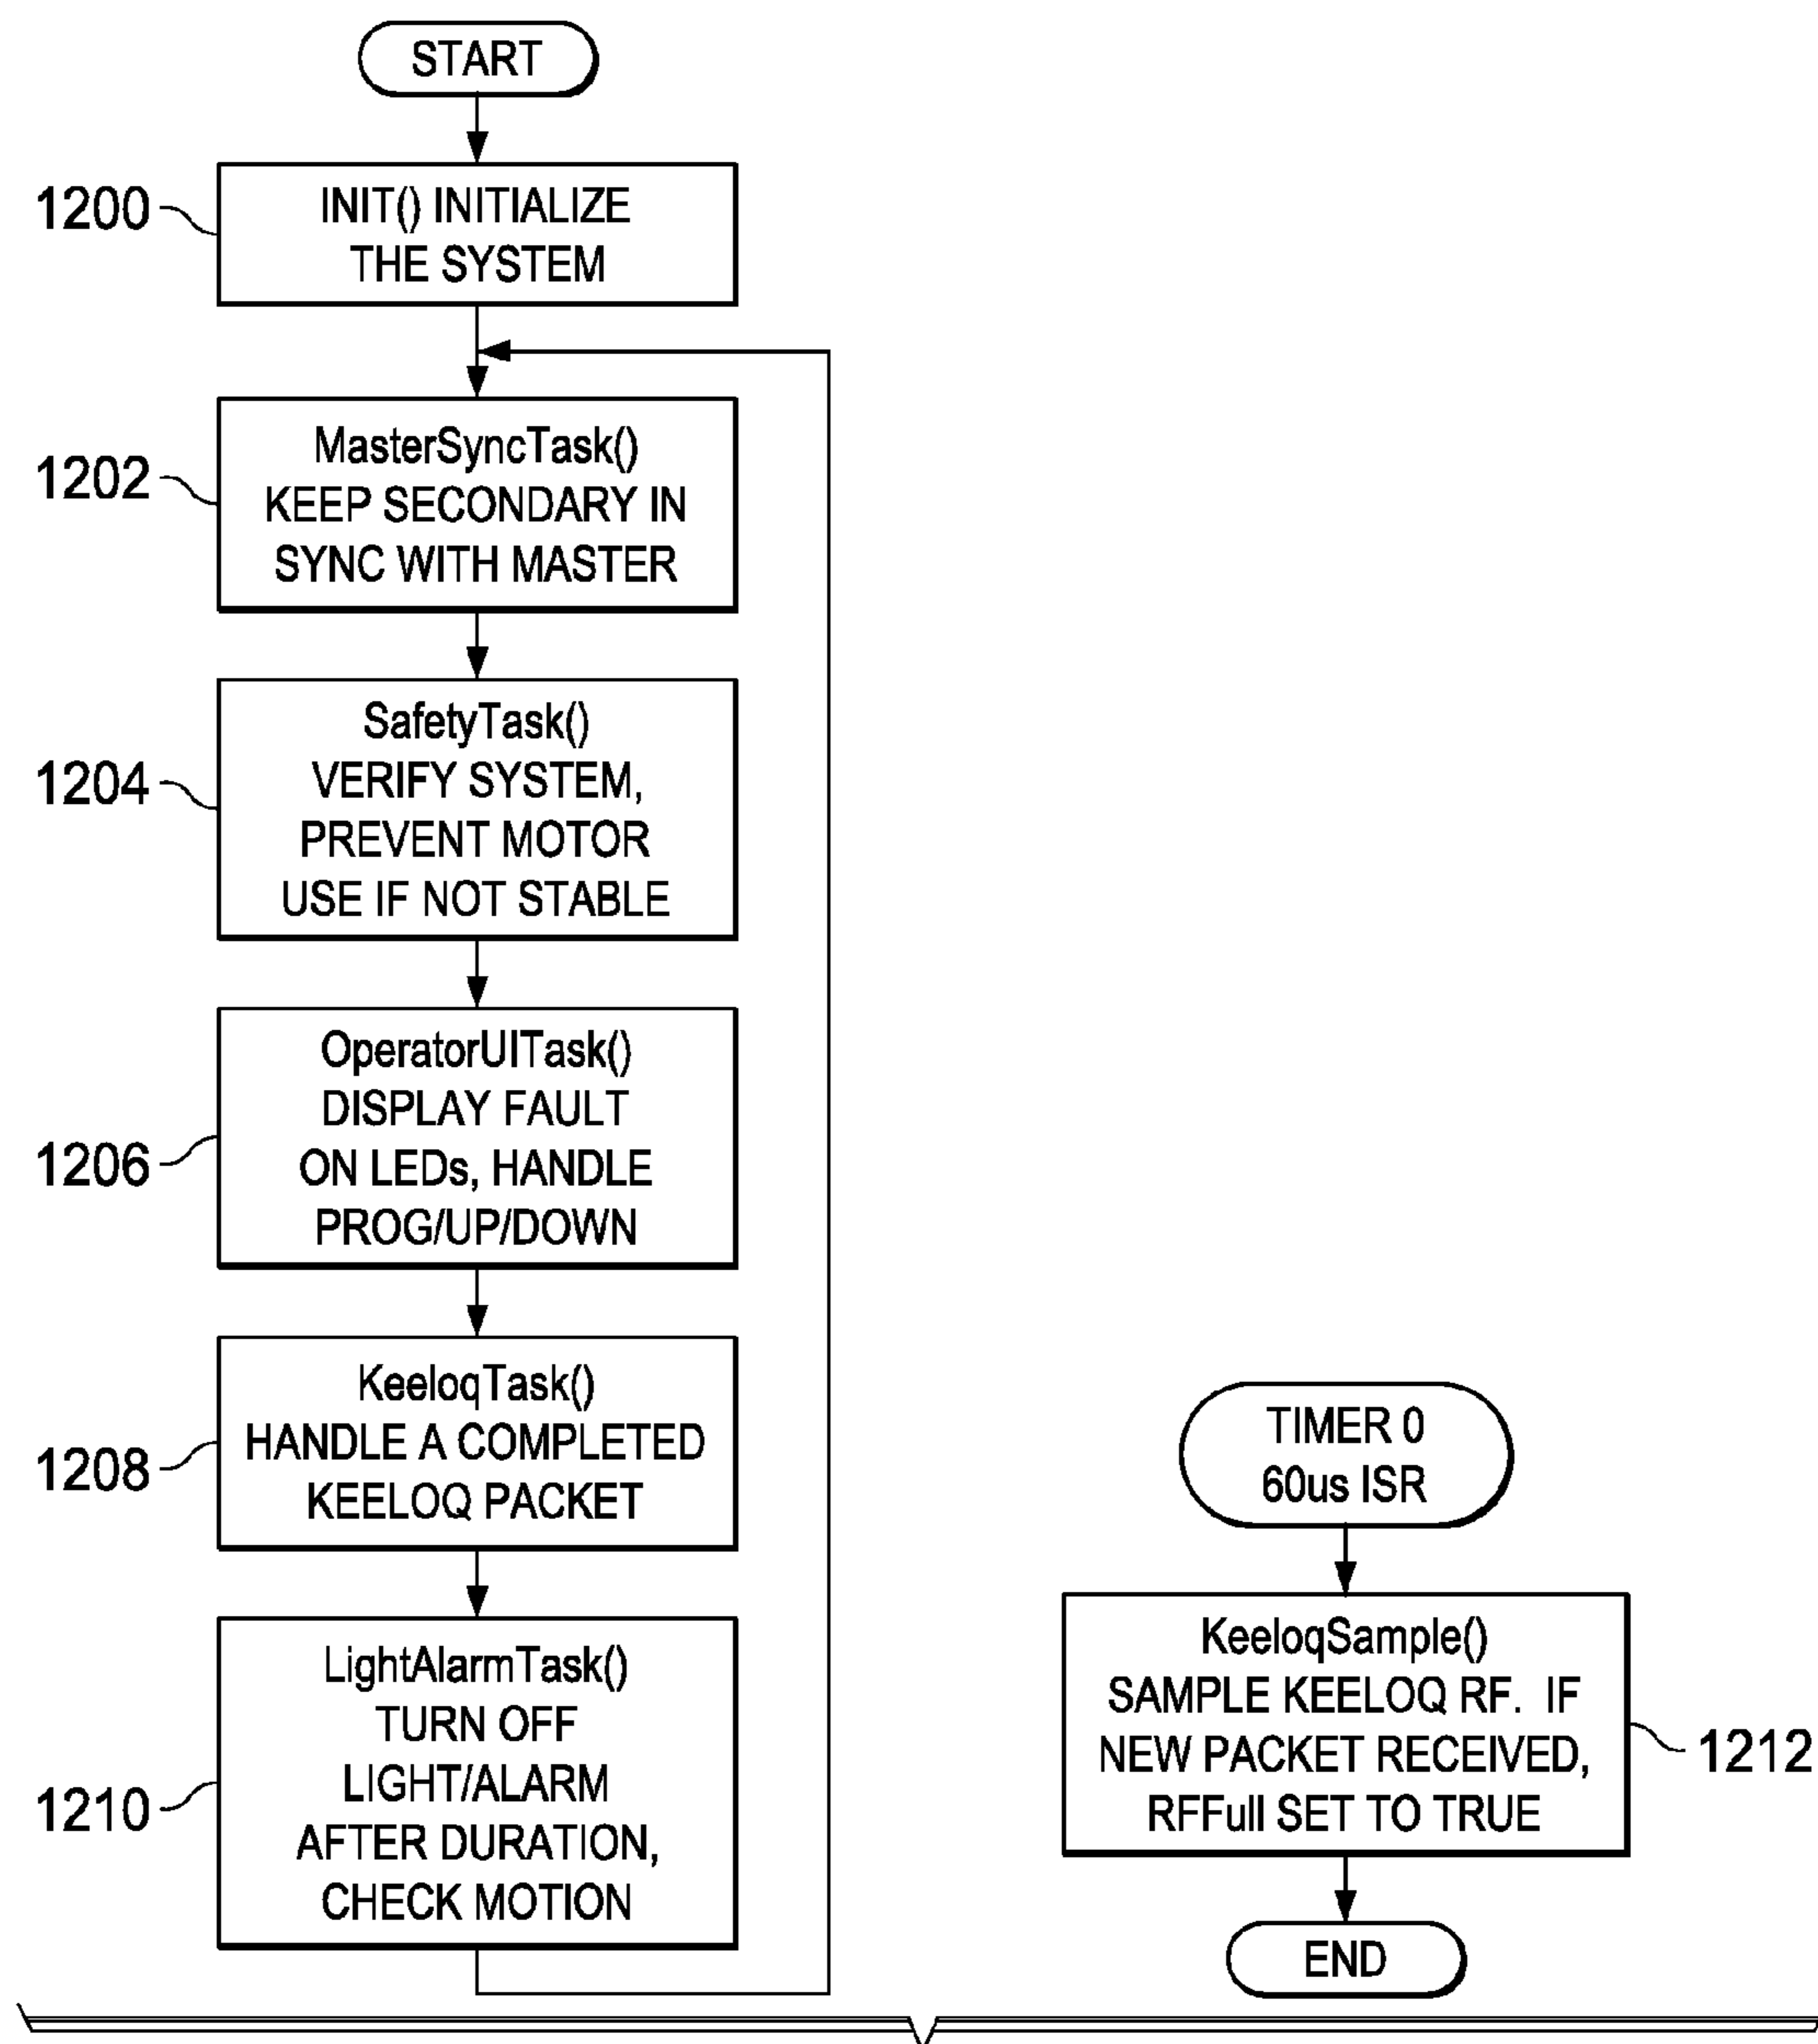 START
1200
INIT() INITIALIZE
THE SYSTEM
1202
MasterSyncTask()
KEEP SECONDARY IN
SYNC WITH MASTER
1204
SafetyTask()
VERIFY SYSTEM,
PREVENT MOTOR
USE IF NOT STABLE
1206
OperatorUITask()
DISPLAY FAULT
ON LEDs, HANDLE
PROG/UP/DOWN
1208
KeeloqTask()
HANDLE A COMPLETED
KEELOQ PACKET
1210
LightAlarmTask()
TURN OFF
LIGHT/ALARM
AFTER DURATION,
CHECK MOTION
TIMER 0
60us ISR
KeeloqSample()
SAMPLE KEELOQ RF. IF
NEW PACKET RECEIVED,
RFFull SET TO TRUE
1212
END